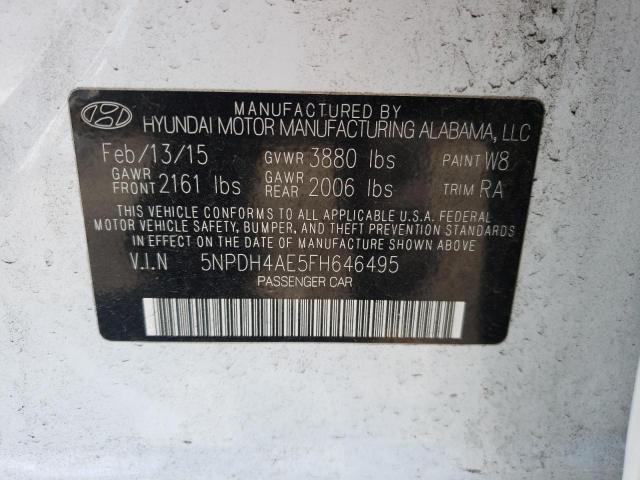 MANUFACTURED BY
HYUNDAI MOTOR MANUFACTURING ALABAMA, LLC
Feb/13/15 GVWR 3880 lbs PAINT W8
GAWR FRONT 2161 lbs GAWR REAR 2006 lbs TRIM RA
THIS VEHICLE CONFORMS TO ALL APPLICABLE U.S.A. FEDERAL
MOTOR VEHICLE SAFETY, BUMPER, AND THEFT PREVENTION
STANDARDS IN EFFECT ON THE DATE OF MANUFACTURE SHOWN ABOVE
V.I.N 5NPDH4AE5FH646495
PASSENGER CAR